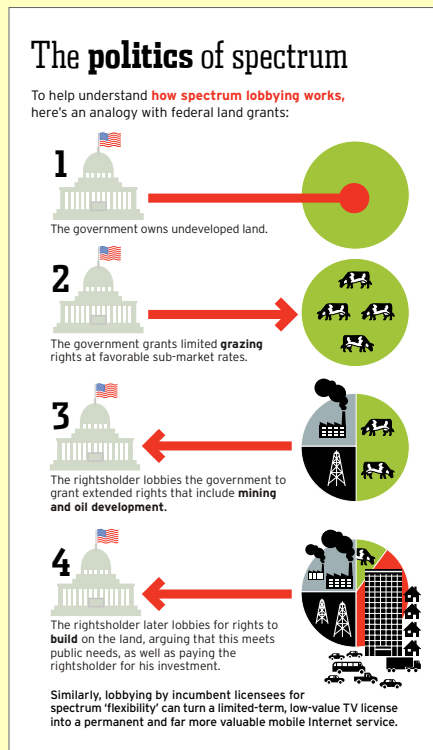 The politics of spectrum
To help understand how spectrum lobbying works,
here's an analogy with federal land grants:
1
The government owns undeveloped land.
2
The government grants limited grazing
rights at favorable sub-market rates.
3
The rightsholder lobbies the government to
grant extended rights that include mining
and oil development.
4
The rightsholder later lobbies for rights to
build on the land, arguing that this meets
public needs, as well as paying the
rightsholder for his investment.
Similarly, lobbying by incumbent licensees for
spectrum 'flexibility' can turn a limited-term, low-value TV license
into a permanent and far more valuable mobile Internet service.